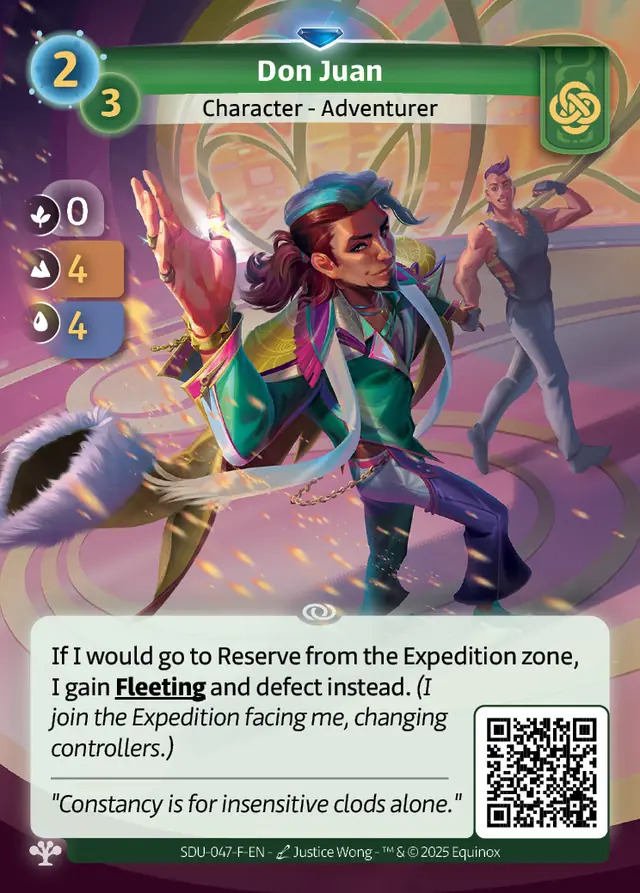 2
Don Juan
3
Character - Adventurer
0
4
4
If I would go to Reserve from the Expedition zone,
I gain Fleeting and defect instead. (I
join the Expedition facing me, changing
controllers.)
"Constancy is for insensitive clods alone."
SDU-047-F-EN - Justice Wong - ™ & © 2025 Equinox